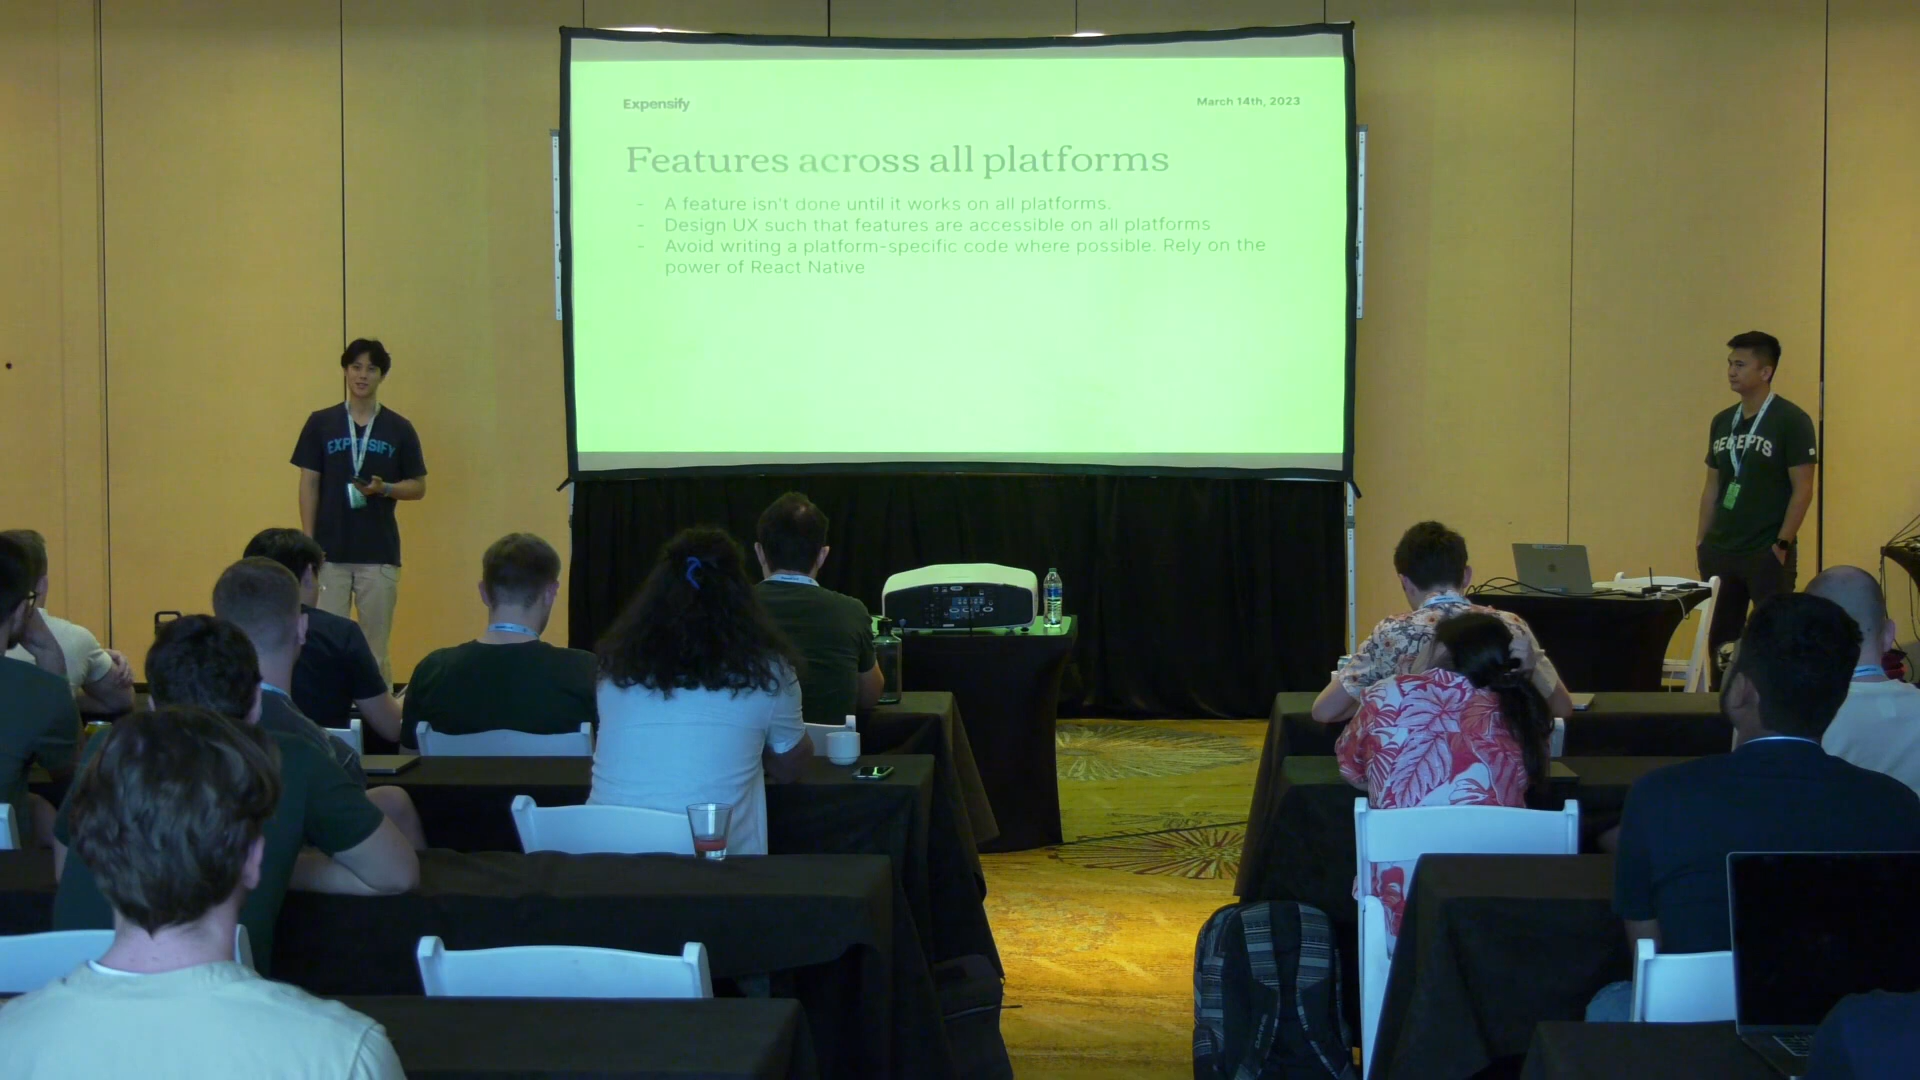 Expensify
March 14th, 2023
Features across all platforms
- A feature isn't done until it works on all platforms.
- Design UX such that features are accessible on all platforms
- Avoid writing a platform-specific code where possible. Rely on the
power of React Native
EXPENSIFY
RECEIPTS